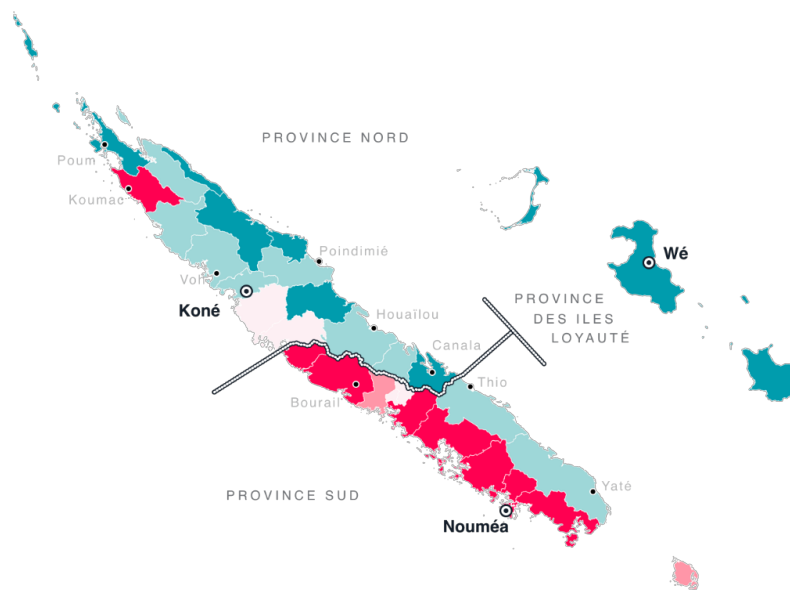 PROVINCE NORD
Poum
Koumac
Poindimié
Wé
Voh
Koné
PROVINCE
DES ILES
LOYAUTÉ
Houaïlou
Canala
Thio
Bourail
Yaté
PROVINCE SUD
Nouméa